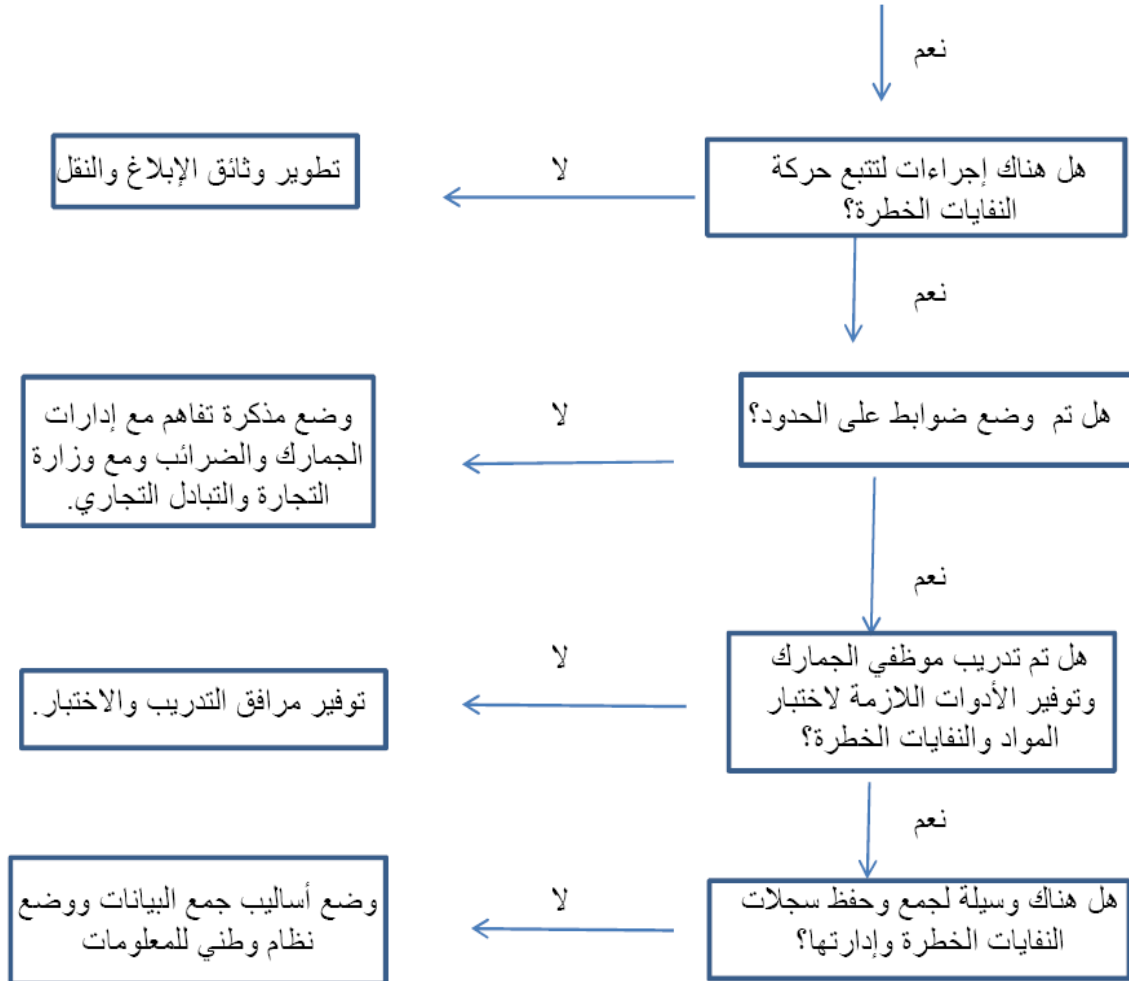 نعم
هل هناك إجراءات لتتبع حركة
النفايات الخطرة؟
لا
تطوير وثائق الإبلاغ والنقل
نعم
هل تم وضع ضوابط على الحدود؟
لا
وضع مذكرة تفاهم مع إدارات
الجمارك والضرائب ومع وزارة
التجارة والتبادل التجاري.
نعم
هل تم تدريب موظفي الجمارك
وتوفير الأدوات اللازمة لاختبار
المواد والنفايات الخطرة؟
لا
توفير مرافق التدريب والاختبار.
نعم
هل هناك وسيلة لجمع وحفظ سجلات
النفايات الخطرة وإدارتها؟
لا
وضع أساليب جمع البيانات ووضع
نظام وطني للمعلومات